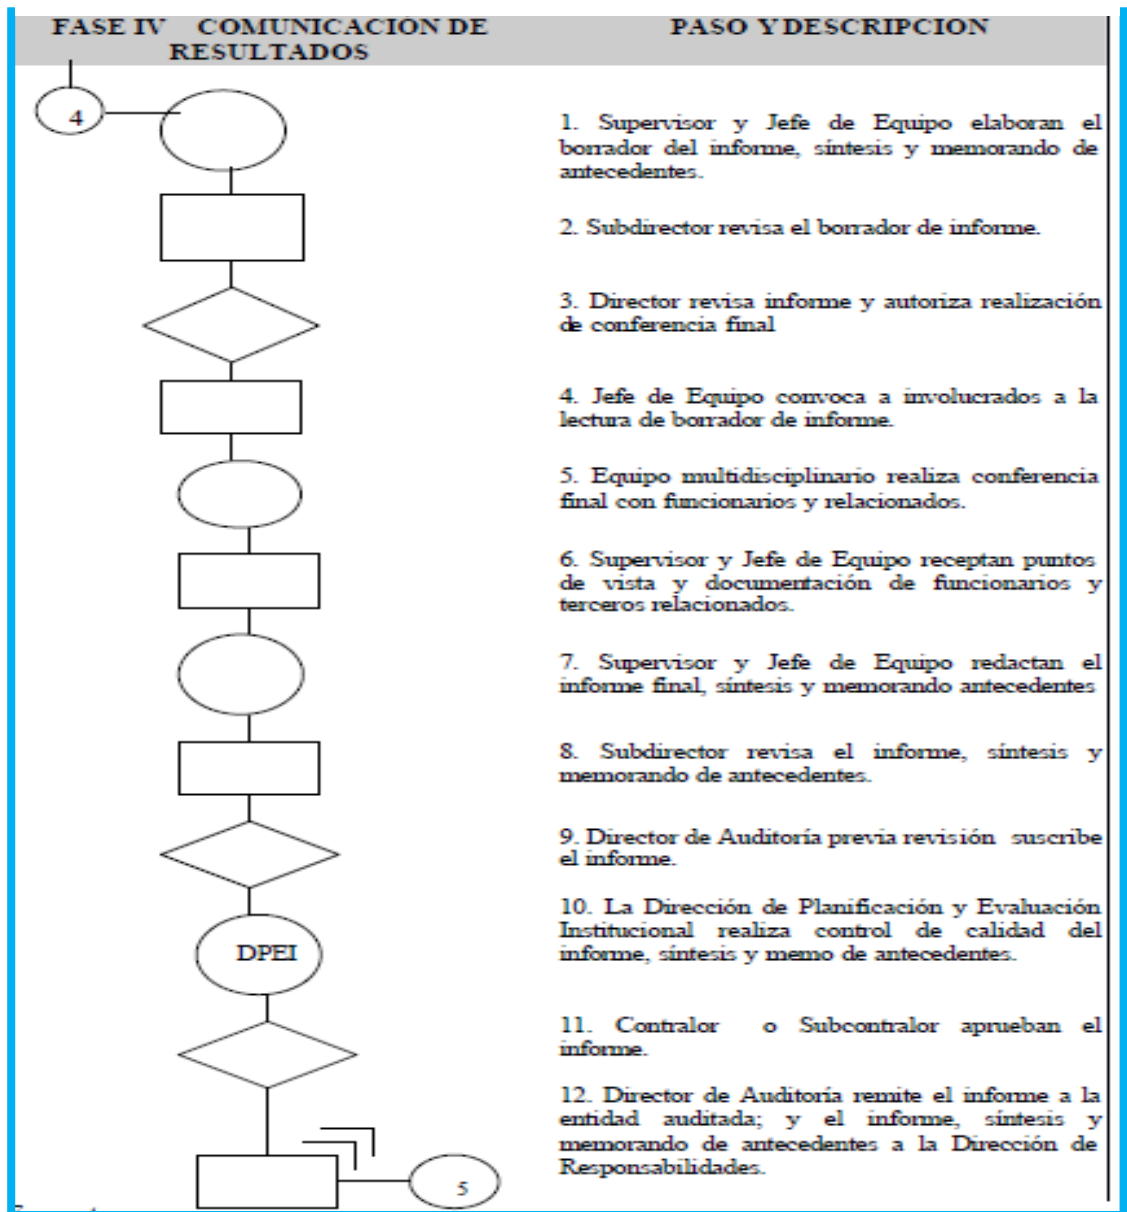 FASE IV COMUNICACION DE
RESULTADOS
PASO Y DESCRIPCION
4
1. Supervisor y Jefe de Equipo elaboran el
borrador del informe, síntesis y memorando de
antecedentes.
2. Subdirector revisa el borrador de informe.
3. Director revisa informe y autoriza realización
de conferencia final
4. Jefe de Equipo convoca a involucrados a la
lectura de borrador de informe.
5. Equipo multidisciplinario realiza conferencia
final con funcionarios y relacionados.
6. Supervisor y Jefe de Equipo receptan puntos
de vista y documentación de funcionarios y
terceros relacionados.
7. Supervisor y Jefe de Equipo redactan el
informe final, síntesis y memorando antecedentes
8. Subdirector revisa el informe, síntesis y
memorando de antecedentes.
9. Director de Auditoría previa revisión suscribe
el informe.
DPEI
10. La Dirección de Planificación y Evaluación
Institucional realiza control de calidad del
informe, síntesis y memo de antecedentes.
11. Contralor o Subcontralor aprueban el
informe.
12. Director de Auditoría remite el informe a la
entidad auditada; y el informe, síntesis y
memorando de antecedentes a la Dirección de
Responsabilidades.
5